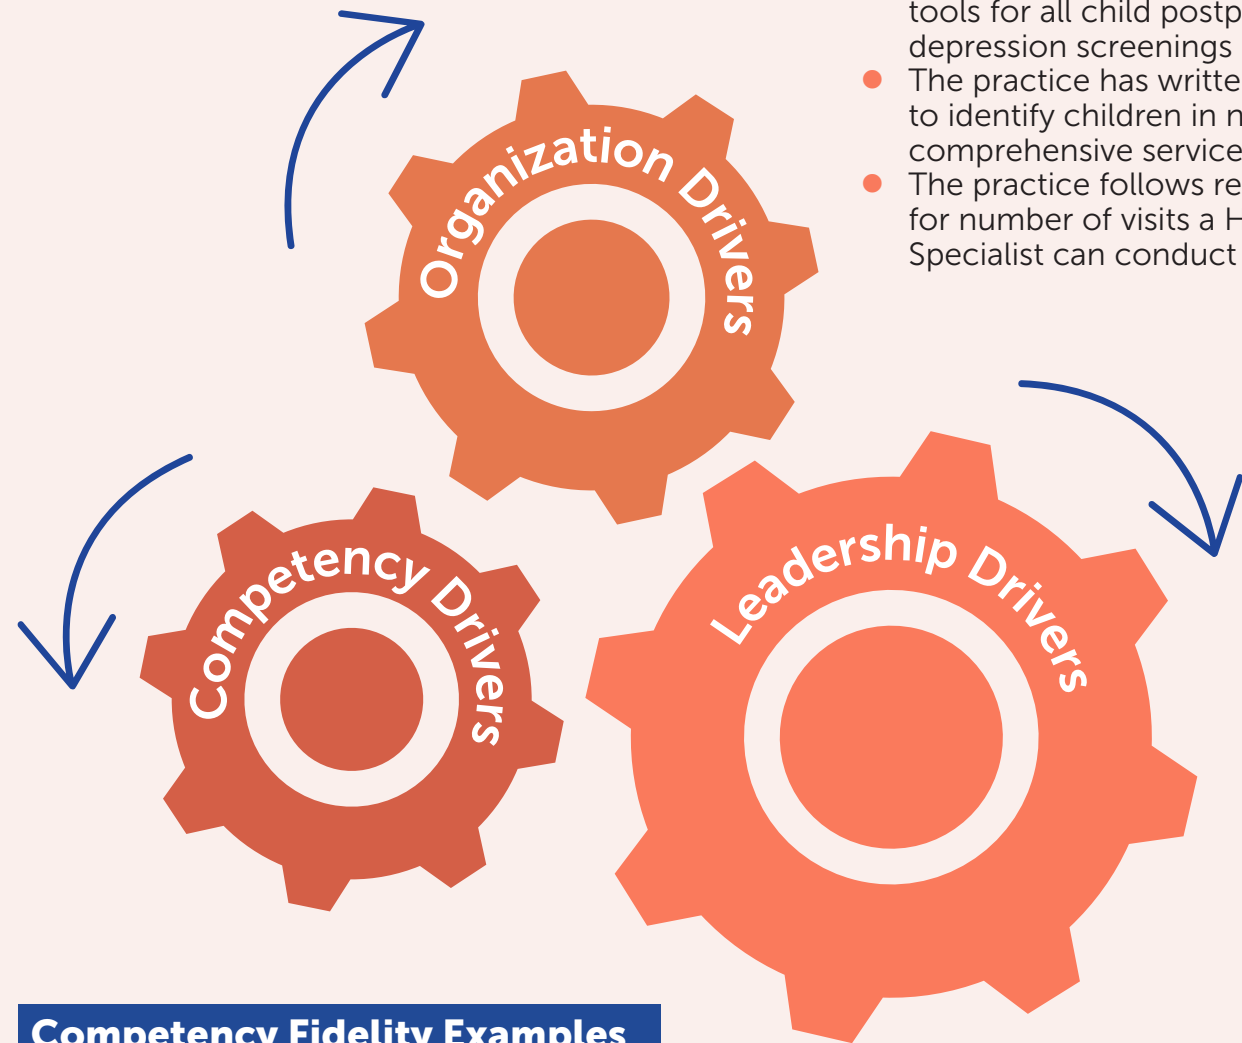 tools for all child postp
depression screenings
The practice has writte
to identify children in n
comprehensive service
The practice follows re
for number of visits a H
Specialist can conduct
Organization Drivers
Competency Drivers
Leadership Drivers
Competency Fidelity Examples